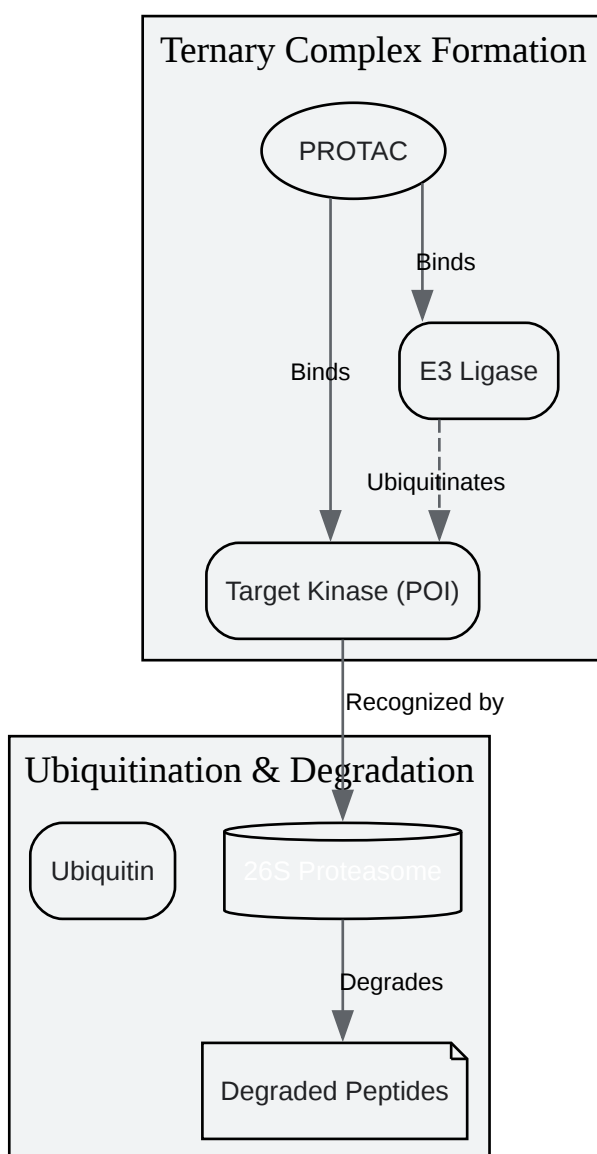 Ternary Complex Formation
PROTAC
Binds
E3 Ligase
Binds
Ubiquitinates
Target Kinase (POI)
Recognized by
Ubiquitination & Degradation
Ubiquitin
26S Proteasome
Degrades
Degraded Peptides